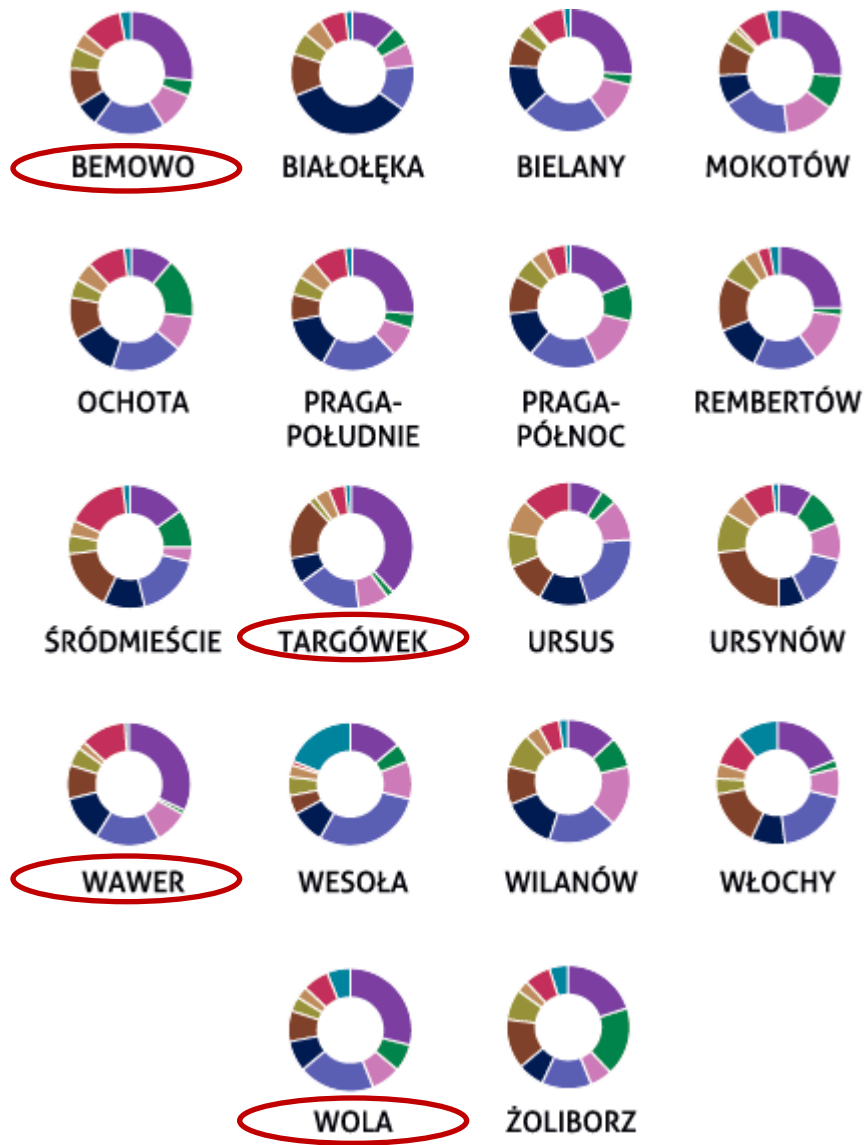 BEMOWO
BIAŁOŁĘKA
BIELANY
MOKOTÓW
OCHOTA
PRAGA-
POŁUDNIE
PRAGA-
PÓŁNOC
REMBERTÓW
ŚRÓDMIEŚCIE
TARGÓWEK
URSUS
URSYNÓW
WAWER
WESOŁA
WILANÓW
WŁOCHY
WOLA
ŻOLIBORZ